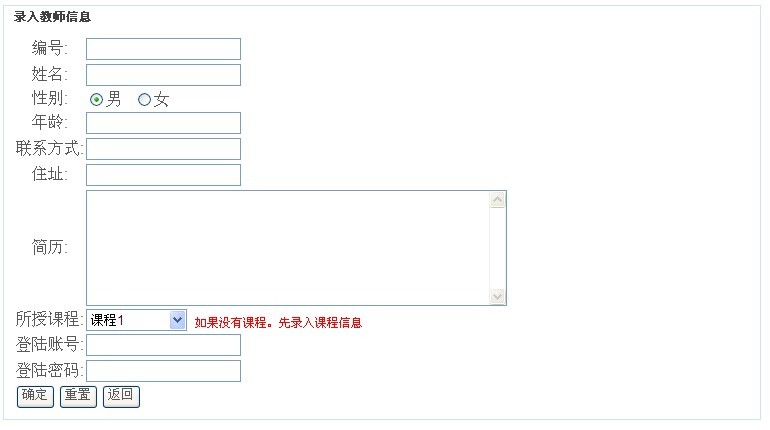 录入教师信息
编号:
姓名:
性别: 男 女
年龄:
联系方式:
住址:
简历:
所授课程: 课程1 如果没有课程。先录入课程信息
登陆账号:
登陆密码:
确定 重置 返回